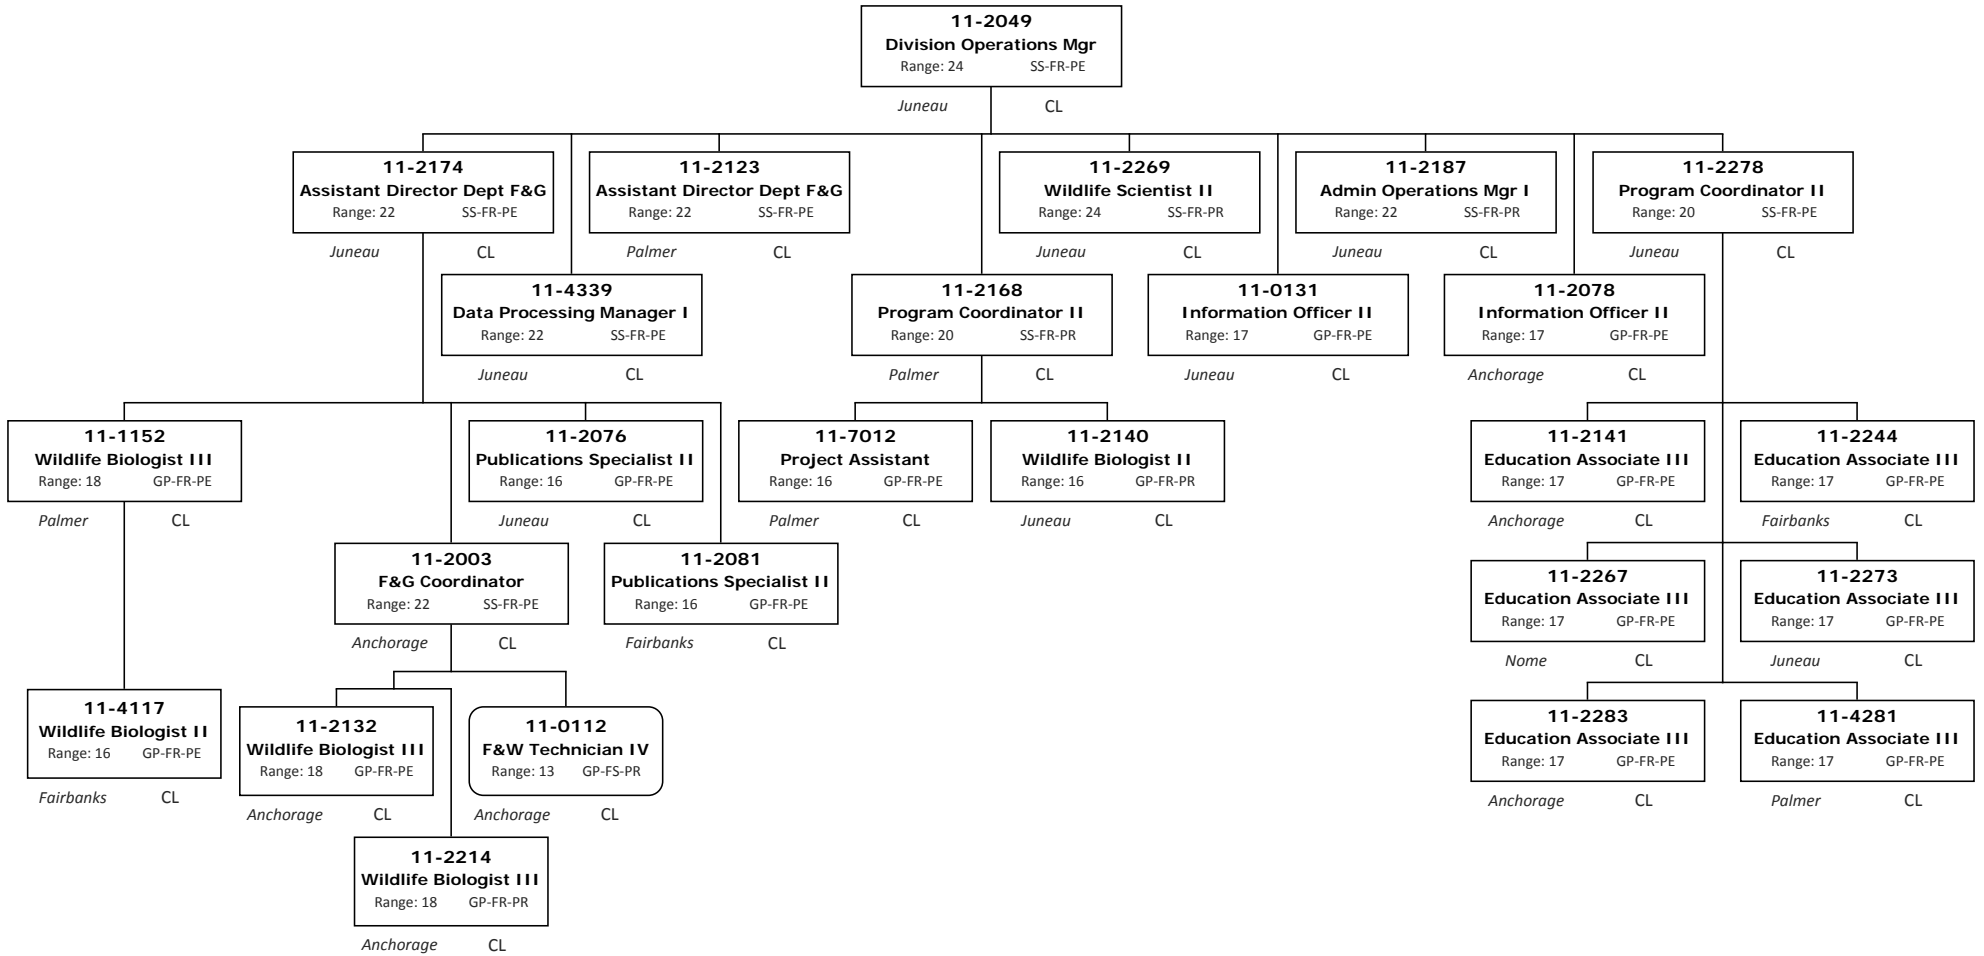 11-2049
Division Operations Mgr
Range: 24 SS-FR-PE
Juneau CL
11-2174
Assistant Director Dept F&G
Range: 22 SS-FR-PE
Juneau CL
11-2123
Assistant Director Dept F&G
Range: 22 SS-FR-PE
Palmer CL
11-2269
Wildlife Scientist II
Range: 24 SS-FR-PR
Juneau CL
11-2187
Admin Operations Mgr I
Range: 22 SS-FR-PR
Juneau CL
11-2278
Program Coordinator II
Range: 20 SS-FR-PE
Juneau CL
11-4339
Data Processing Manager I
Range: 22 SS-FR-PE
Juneau CL
11-2168
Program Coordinator II
Range: 20 SS-FR-PR
Palmer CL
11-0131
Information Officer II
Range: 17 GP-FR-PE
Juneau CL
11-2078
Information Officer II
Range: 17 GP-FR-PE
Anchorage CL
11-1152
Wildlife Biologist III
Range: 18 GP-FR-PE
Palmer CL
11-2076
Publications Specialist II
Range: 16 GP-FR-PE
Juneau CL
11-7012
Project Assistant
Range: 16 GP-FR-PE
Palmer CL
11-2140
Wildlife Biologist II
Range: 16 GP-FR-PR
Juneau CL
11-2141
Education Associate III
Range: 17 GP-FR-PE
Anchorage CL
11-2244
Education Associate III
Range: 17 GP-FR-PE
Fairbanks CL
11-2003
F&G Coordinator
Range: 22 SS-FR-PE
Anchorage CL
11-2081
Publications Specialist II
Range: 16 GP-FR-PE
Fairbanks CL
11-2267
Education Associate III
Range: 17 GP-FR-PE
Nome CL
11-2273
Education Associate III
Range: 17 GP-FR-PE
Juneau CL
11-4117
Wildlife Biologist II
Range: 16 GP-FR-PE
Fairbanks CL
11-2132
Wildlife Biologist III
Range: 18 GP-FR-PE
Anchorage CL
11-0112
F&W Technician IV
Range: 13 GP-FS-PR
Anchorage CL
11-2283
Education Associate III
Range: 17 GP-FR-PE
Anchorage CL
11-4281
Education Associate III
Range: 17 GP-FR-PE
Palmer CL
11-2214
Wildlife Biologist III
Range: 18 GP-FR-PR
Anchorage CL